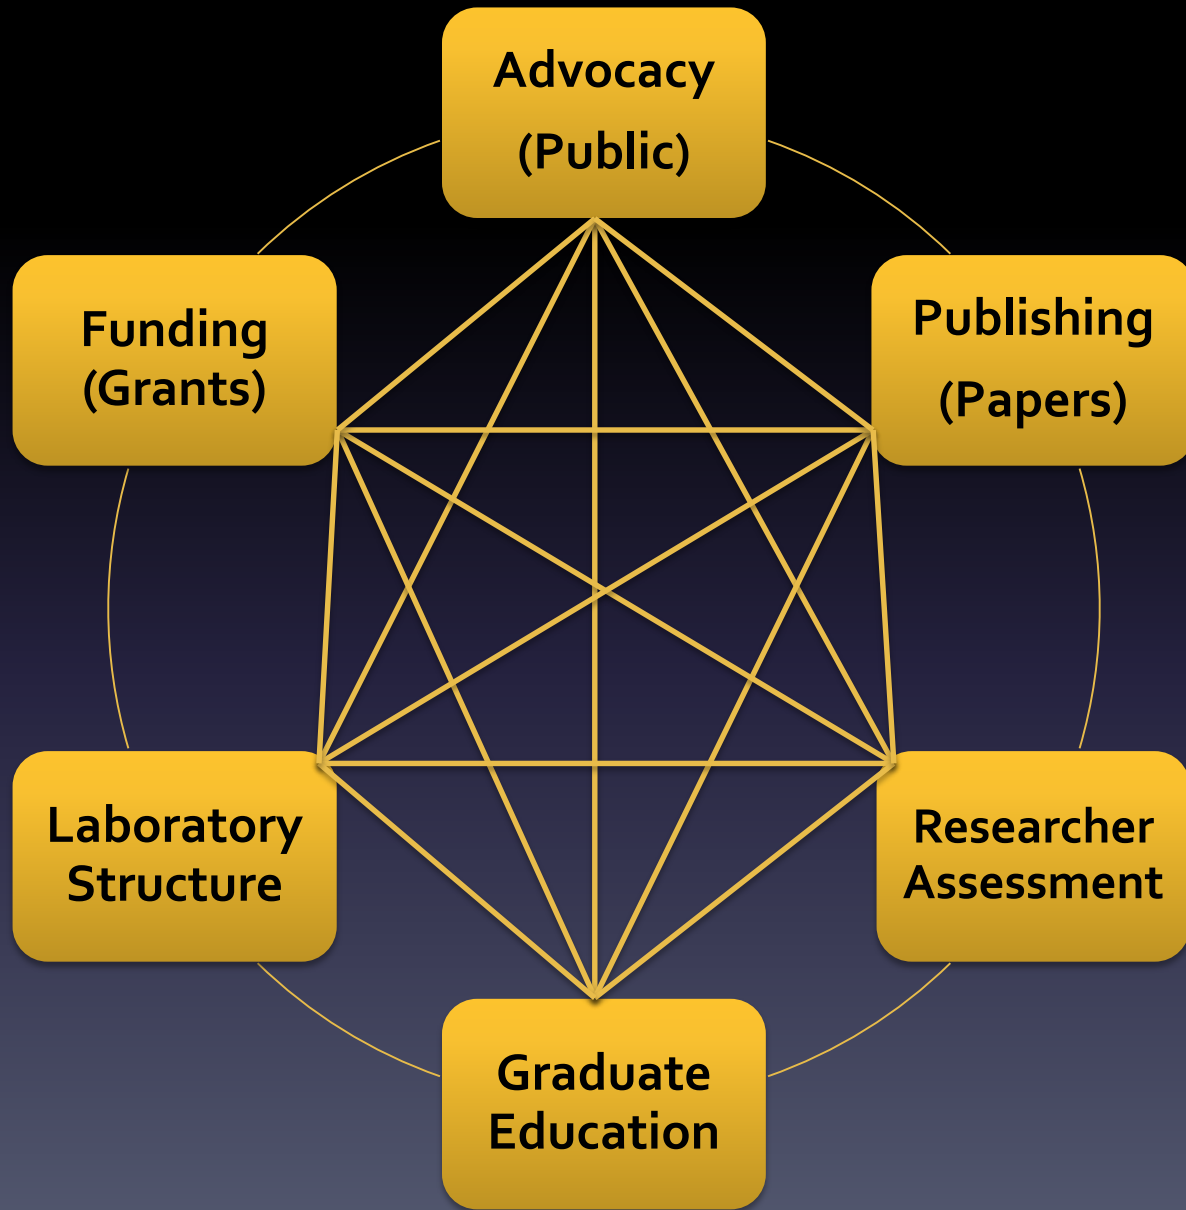 Advocacy
(Public)
Funding
(Grants)
Publishing
(Papers)
Laboratory
Structure
Researcher
Assessment
Graduate
Education